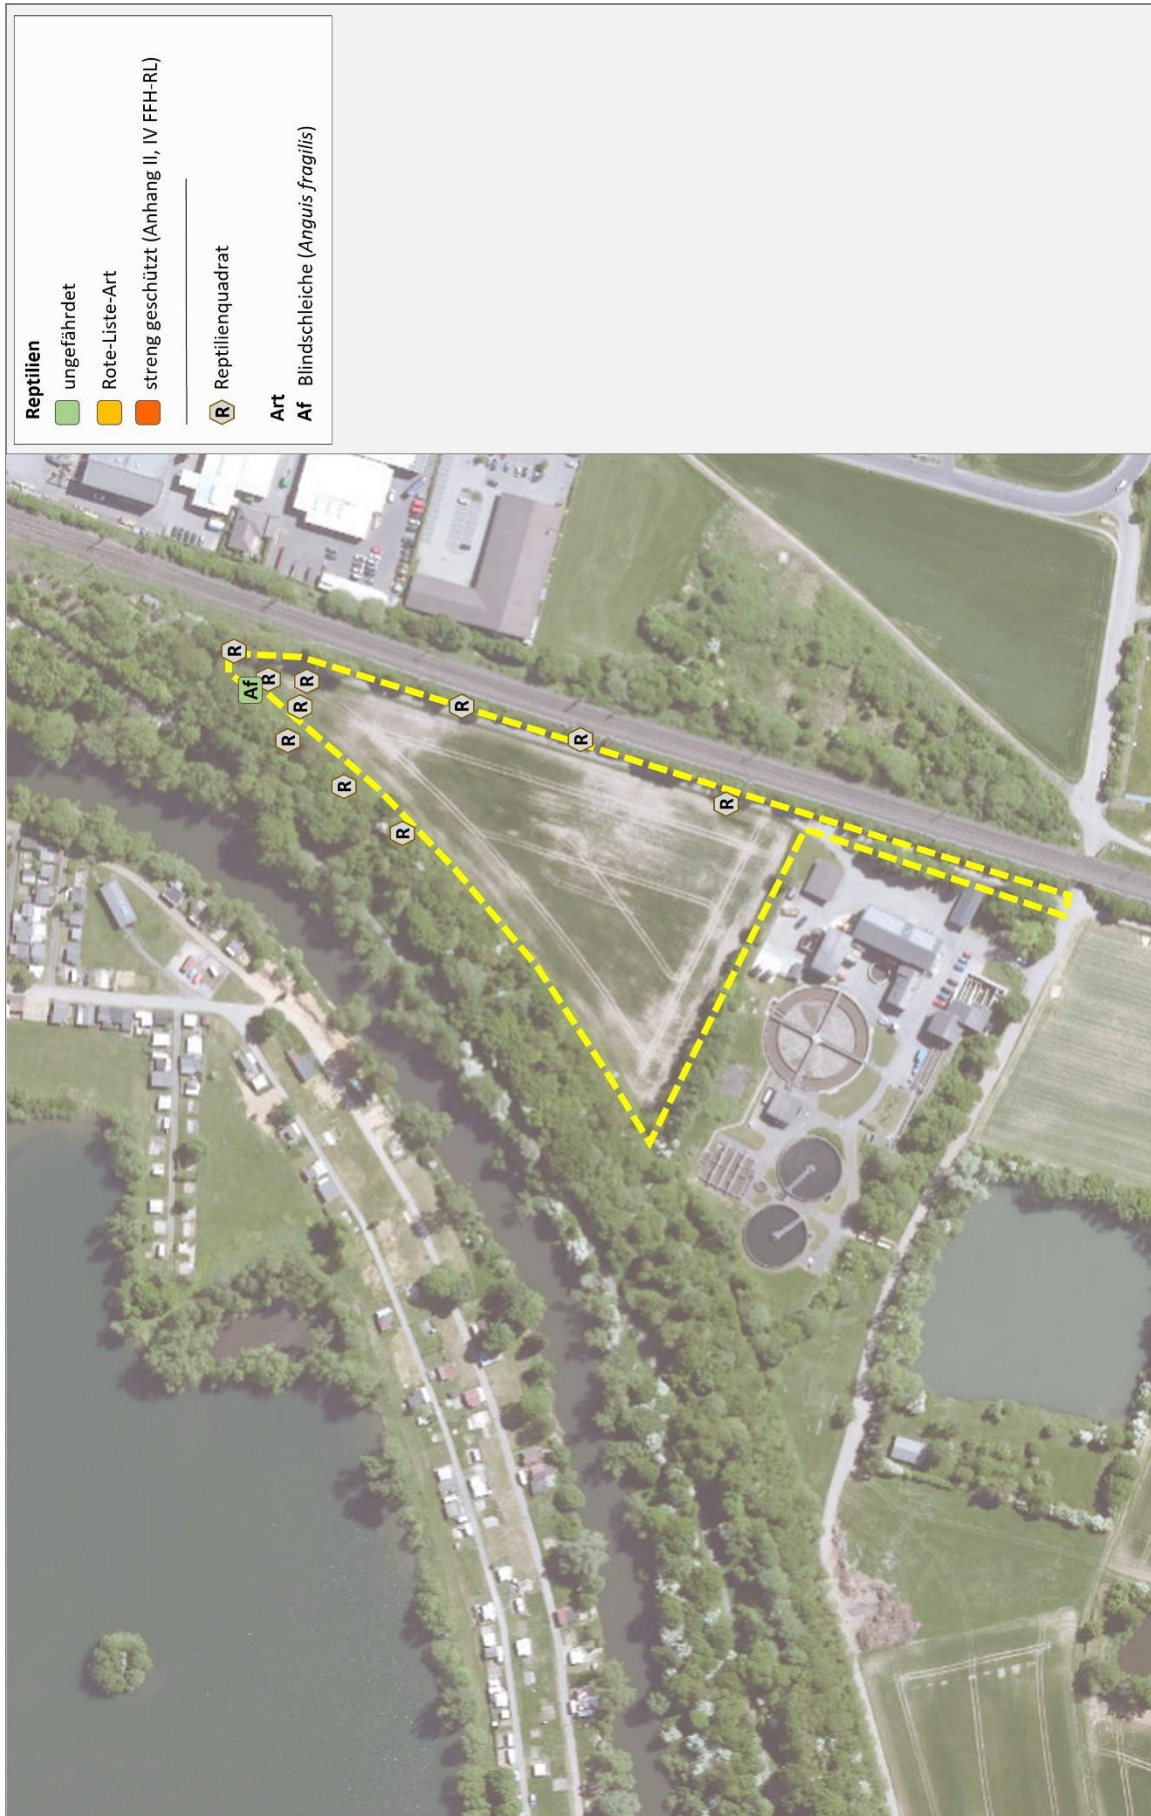 Reptilien
ungefährdet
Rote-Liste-Art
streng geschützt (Anhang II, IV FFH-RL)
R Reptilienquadrat
Art
Af Blindschleiche (Anguis fragilis)
R
Af
R
R
R
R
R
R
R
R
R